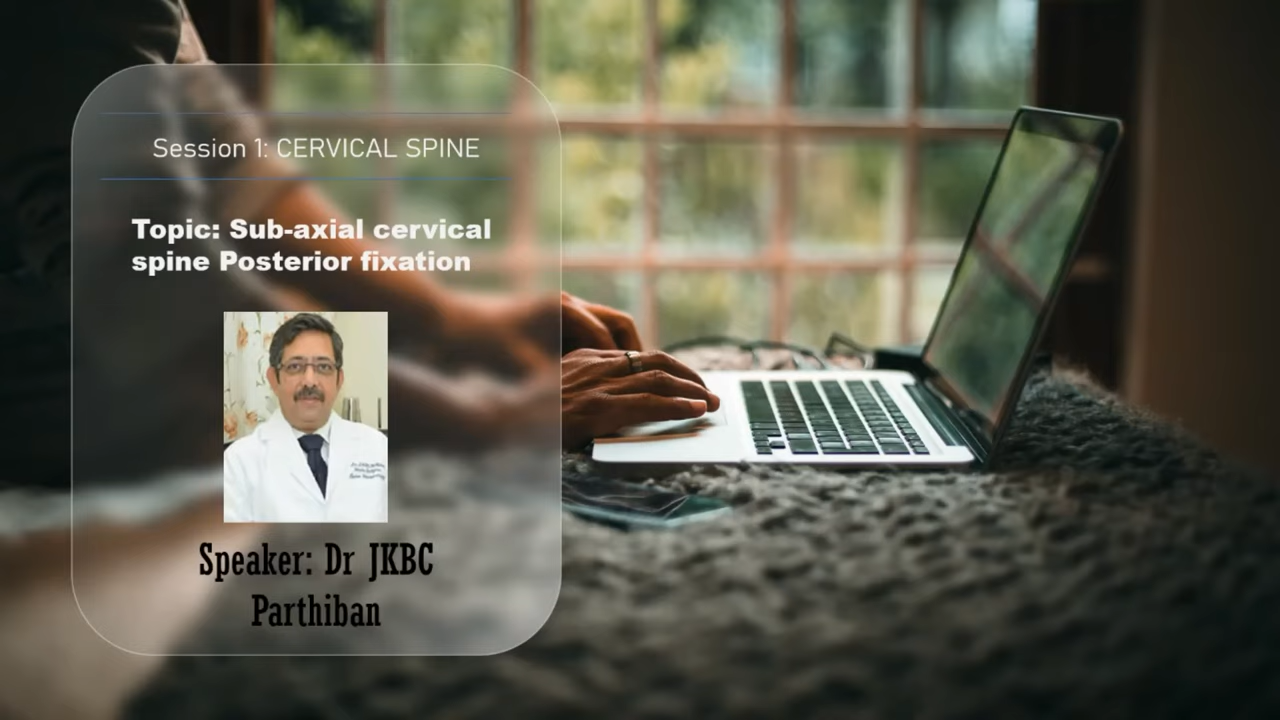 Session 1: CERVICAL SPINE
Topic: Sub-axial cervical
spine Posterior fixation
Speaker: Dr JKBC
Parthiban